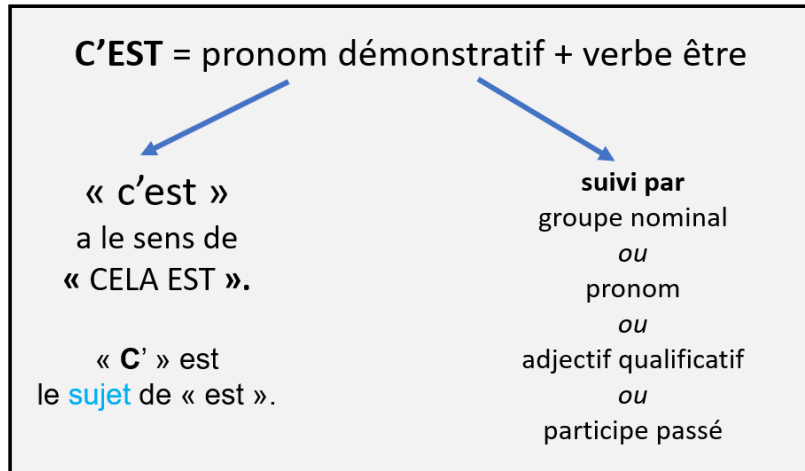 C’EST = pronom démonstratif + verbe être
« c’est »
a le sens de
« CELA EST ».
« C’ » est
le sujet de « est ».
suivi par
groupe nominal
ou
pronom
ou
adjectif qualificatif
ou
participe passé